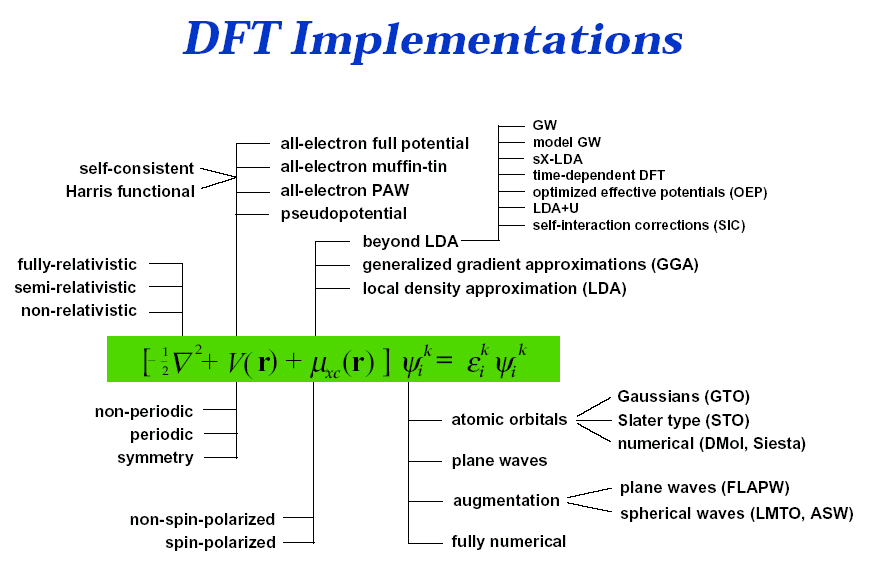 DFT Implementations
self-consistent
Harris functional
all-electron full potential
all-electron muffin-tin
all-electron PAW
pseudopotential
GW
model GW
sX-LDA
time-dependent DFT
optimized effective potentials (OEP)
LDA+U
self-interaction corrections (SIC)
beyond LDA
generalized gradient approximations (GGA)
local density approximation (LDA)
fully-relativistic
semi-relativistic
non-relativistic
[-½∇²+ V(r) + μ_xc(r) ] ψ_i^k = ε_i^k ψ_i^k
non-periodic
periodic
symmetry
non-spin-polarized
spin-polarized
atomic orbitals
Gaussians (GTO)
Slater type (STO)
numerical (DMol, Siesta)
plane waves
augmentation
plane waves (FLAPW)
spherical waves (LMTO, ASW)
fully numerical